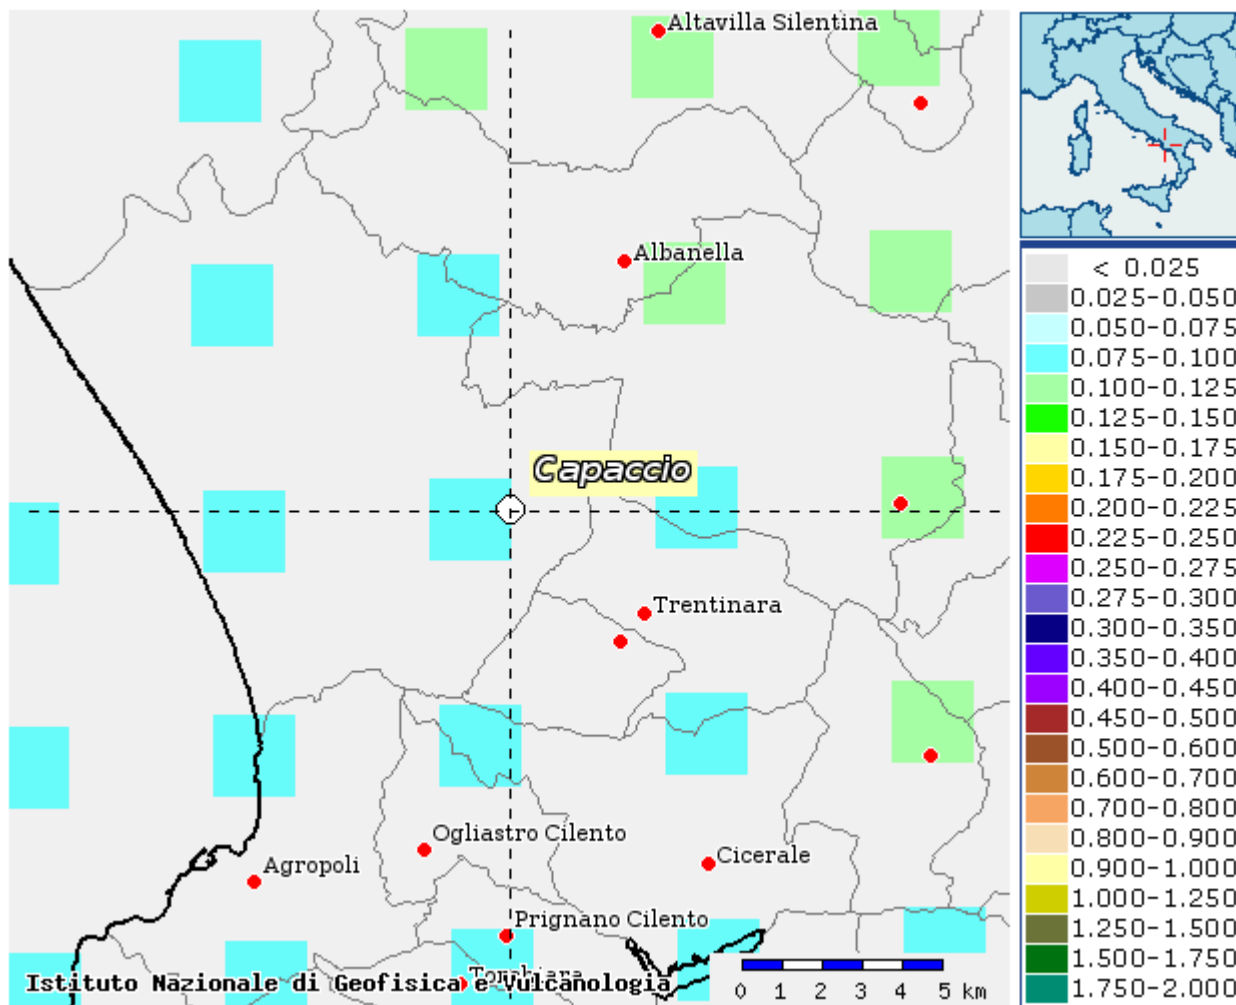 Altavilla Silentina
Albanella
Capaccio
Trentinara
Ogliastro Cilento
Agropoli
Cicerale
Prignano Cilento
Torchiara
Istituto Nazionale di Geofisica e Vulcanologia
0 1 2 3 4 5 km
< 0.025
0.025-0.050
0.050-0.075
0.075-0.100
0.100-0.125
0.125-0.150
0.150-0.175
0.175-0.200
0.200-0.225
0.225-0.250
0.250-0.275
0.275-0.300
0.300-0.350
0.350-0.400
0.400-0.450
0.450-0.500
0.500-0.600
0.600-0.700
0.700-0.800
0.800-0.900
0.900-1.000
1.000-1.250
1.250-1.500
1.500-1.750
1.750-2.000